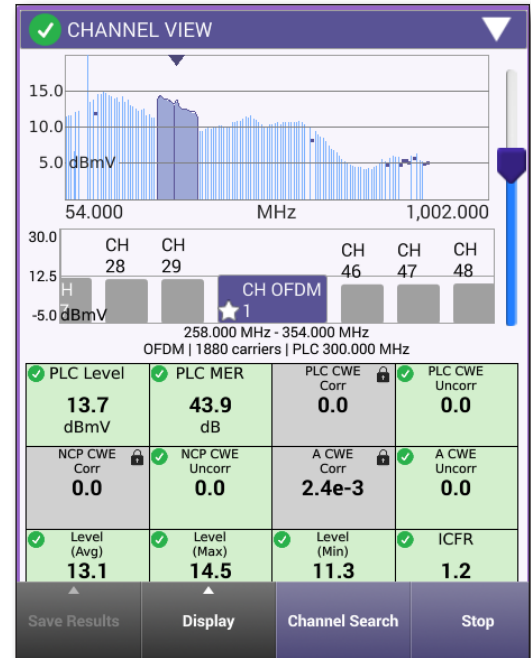 CHANNEL VIEW
15.0
10.0
5.0 dBmV
54.000 MHz 1,002.000
30.0
12.5
-5.0 dBmV
CH 28
CH 29
CH 46
CH 47
CH 48
H
CH OFDM
1
258.000 MHz - 354.000 MHz
OFDM | 1880 carriers | PLC 300.000 MHz
PLC Level
13.7
dBmV
PLC MER
43.9
dB
PLC CWE
Corr
0.0
PLC CWE
Uncorr
0.0
NCP CWE
Corr
0.0
NCP CWE
Uncorr
0.0
A CWE
Corr
2.4e-3
A CWE
Uncorr
0.0
Level
(Avg)
13.1
Level
(Max)
14.5
Level
(Min)
11.3
ICFR
1.2
Save Results
Display
Channel Search
Stop